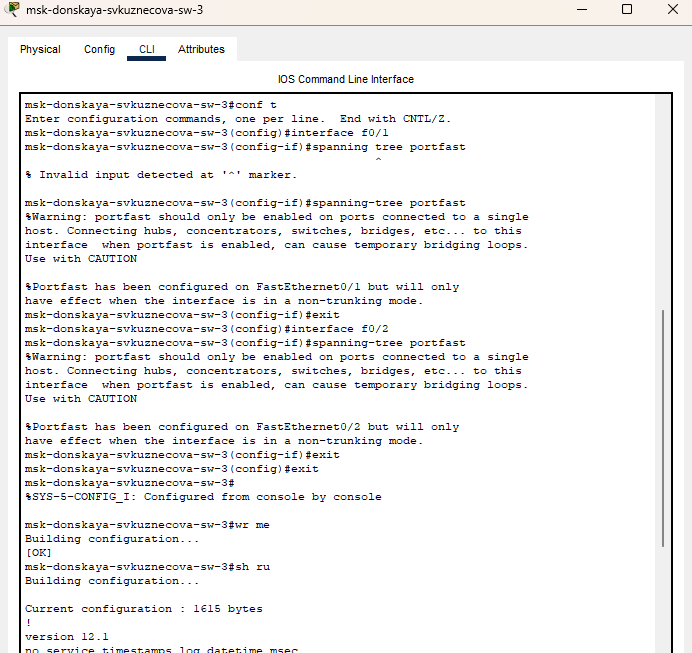 msk-donskaya-svkuznecova-sw-3
Physical Config CLI Attributes
IOS Command Line Interface
msk-donskaya-svkuznecova-sw-3#conf t
Enter configuration commands, one per line.  End with CNTL/Z.
msk-donskaya-svkuznecova-sw-3(config)#interface f0/1
msk-donskaya-svkuznecova-sw-3(config-if)#spanning tree portfast
^
% Invalid input detected at '^' marker.
msk-donskaya-svkuznecova-sw-3(config-if)#spanning-tree portfast
%Warning: portfast should only be enabled on ports connected to a single
host. Connecting hubs, concentrators, switches, bridges, etc... to this
interface  when portfast is enabled, can cause temporary bridging loops.
Use with CAUTION
%Portfast has been configured on FastEthernet0/1 but will only
have effect when the interface is in a non-trunking mode.
msk-donskaya-svkuznecova-sw-3(config-if)#exit
msk-donskaya-svkuznecova-sw-3(config)#interface f0/2
msk-donskaya-svkuznecova-sw-3(config-if)#spanning-tree portfast
%Warning: portfast should only be enabled on ports connected to a single
host. Connecting hubs, concentrators, switches, bridges, etc... to this
interface  when portfast is enabled, can cause temporary bridging loops.
Use with CAUTION
%Portfast has been configured on FastEthernet0/2 but will only
have effect when the interface is in a non-trunking mode.
msk-donskaya-svkuznecova-sw-3(config-if)#exit
msk-donskaya-svkuznecova-sw-3(config)#exit
msk-donskaya-svkuznecova-sw-3#
%SYS-5-CONFIG_I: Configured from console by console
msk-donskaya-svkuznecova-sw-3#wr me
Building configuration...
[OK]
msk-donskaya-svkuznecova-sw-3#sh ru
Building configuration...
Current configuration : 1615 bytes
!
version 12.1
no service timestamps log datetime msec